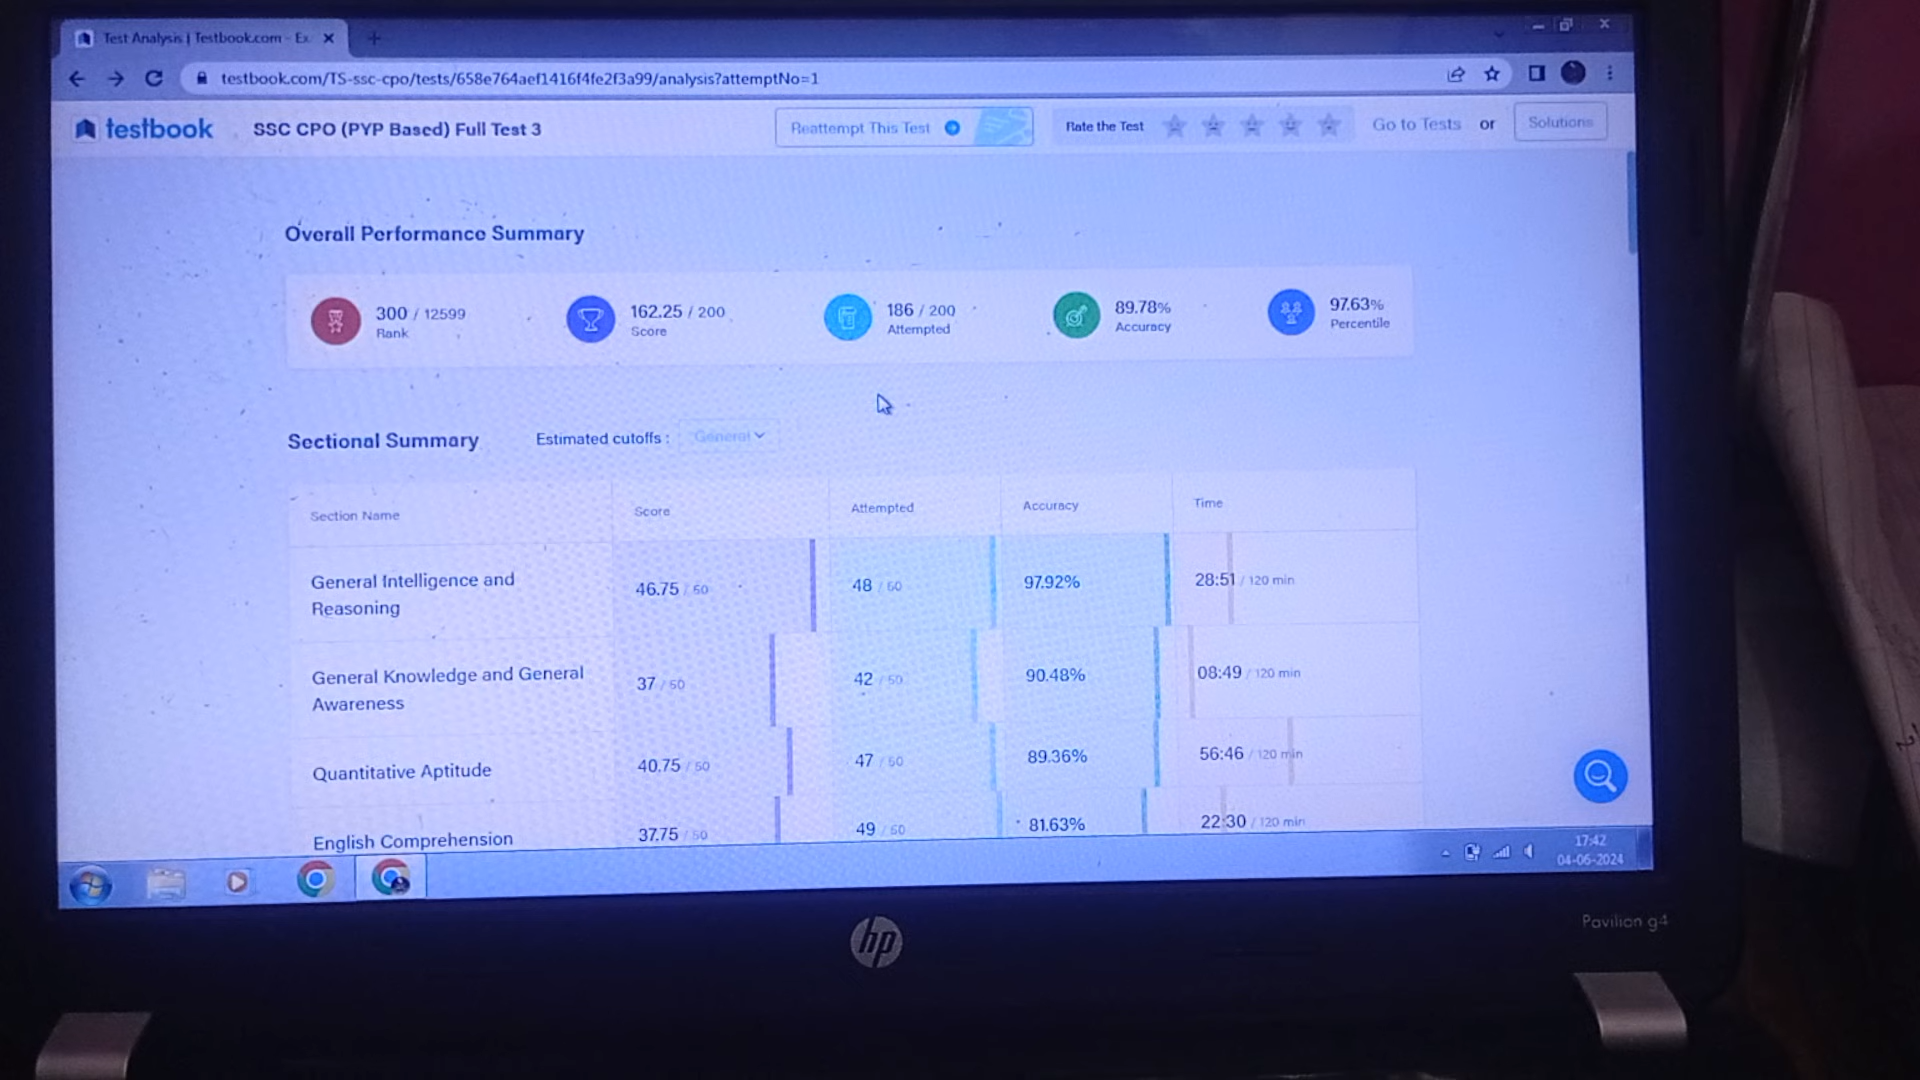 Test Analysis | Testbook.com - Ex
testbook.com/TS-ssc-cpo/tests/658e764aef1416f4fe2f3a99/analysis?attemptNo=1
testbook
SSC CPO (PYP Based) Full Test 3
Reattempt This Test
Rate the Test
Go to Tests or Solutions
Overall Performance Summary
300 / 12599
Rank
162.25 / 200
Score
186 / 200
Attempted
89.78%
Accuracy
97.63%
Percentile
Sectional Summary
Estimated cutoffs : General
Section Name Score Attempted Accuracy Time
General Intelligence and Reasoning 46.75 / 50 48 / 50 97.92% 28:51 / 120 min
General Knowledge and General Awareness 37 / 50 42 / 50 90.48% 08:49 / 120 min
Quantitative Aptitude 40.75 / 50 47 / 50 89.36% 56:46 / 120 min
English Comprehension 37.75 / 50 49 / 50 81.63% 22:30 / 120 min
17:42
04-06-2024
hp
Pavilion g4